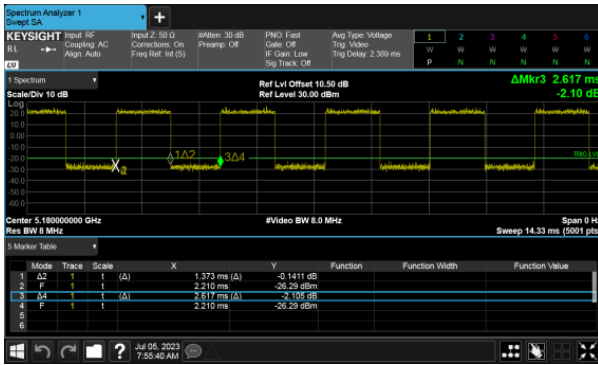 Spectrum Analyzer 1
Swept SA
+
KEYSIGHT Input: RF Input Z: 50 Ω #Atten: 30 dB PNO: Fast Avg Type: Voltage 1 2 3 4 5 6
RL Coupling: AC Corrections: On Preamp: Off Gate: Off Trig: Video W W W W W W
Align: Auto Freq Ref: Int (S) IF Gain: Low Trig Delay: 2.389 ms P N N N N N
Sig Track: Off
LXI
1 Spectrum Ref Lvl Offset 10.50 dB ΔMkr3 2.617 ms
Scale/Div 10 dB Ref Level 30.00 dBm -2.10 dB
Log
20.0
10.0
0.00
-10.0
-20.0 1Δ2 3Δ4 TRIG LVL
-30.0
-40.0
-50.0
-60.0
Center 5.180000000 GHz #Video BW 8.0 MHz Span 0 Hz
Res BW 8 MHz Sweep 14.33 ms (5001 pts
5 Marker Table
Mode Trace Scale X Y Function Function Width Function Value
1 Δ2 1 t (Δ) 1.373 ms (Δ) -0.1411 dB
2 F 1 t 2.210 ms -26.29 dBm
3 Δ4 1 t (Δ) 2.617 ms (Δ) -2.105 dB
4 F 1 t 2.210 ms -26.29 dBm
5
6
? Jul 05, 2023
7:55:40 AM